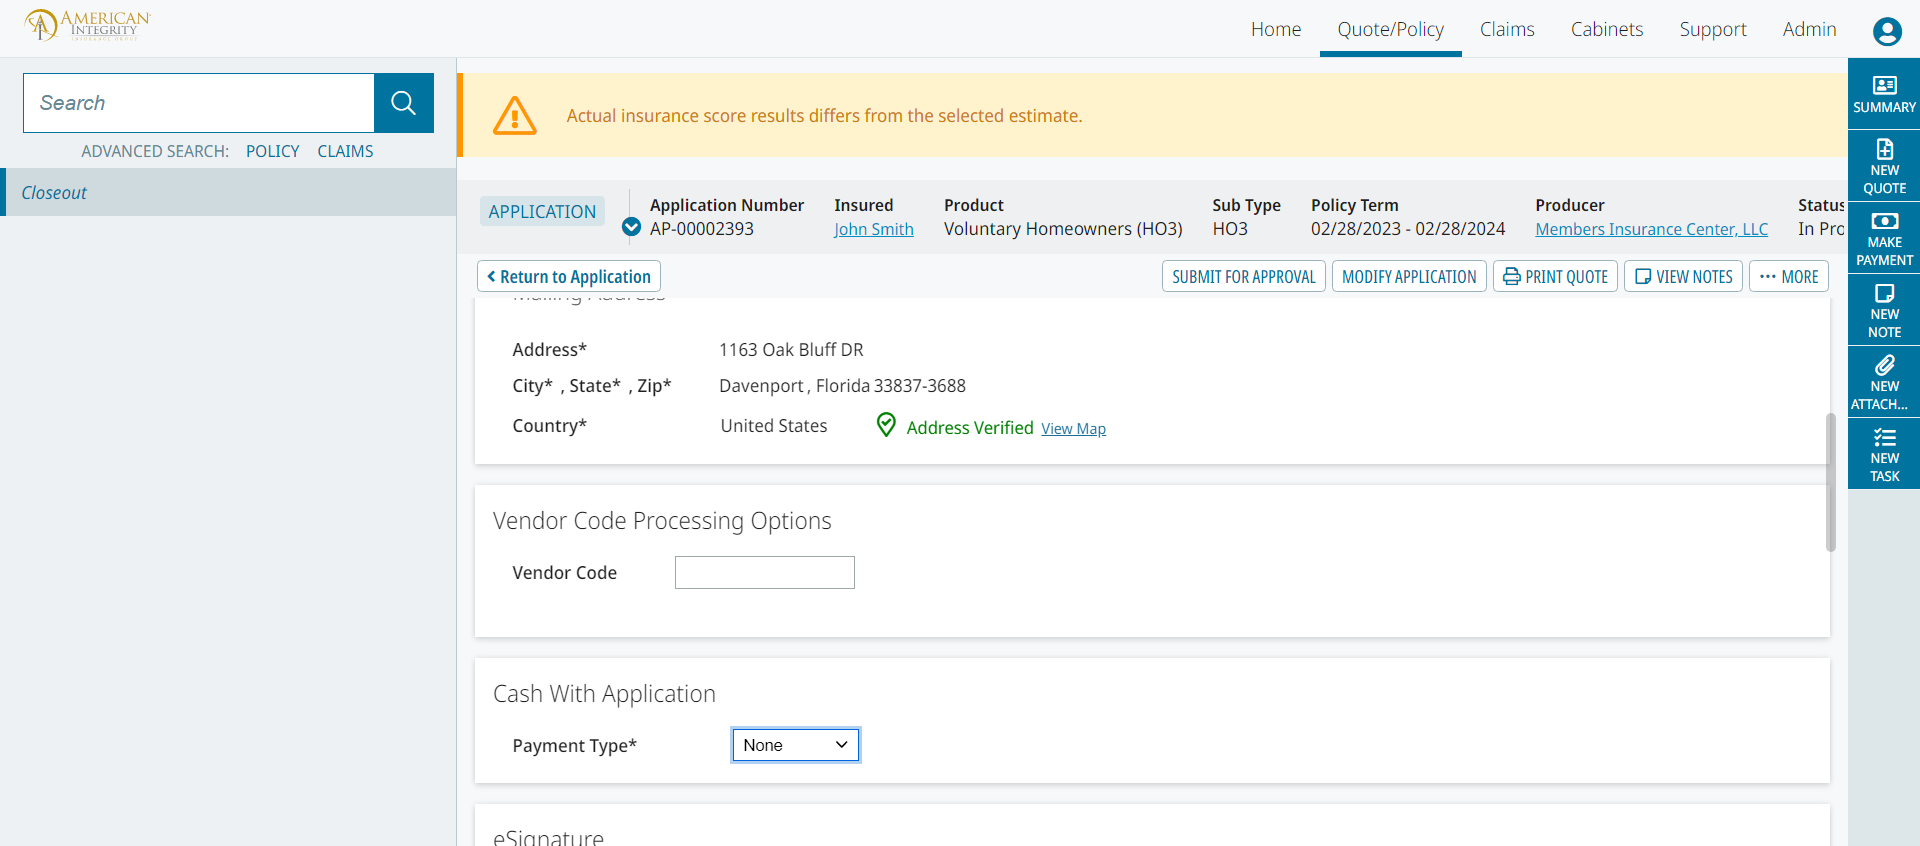 AMERICAN
INTEGRITY
INSURANCE GROUP
Home
Quote/Policy
Claims
Cabinets
Support
Admin
Search
ADVANCED SEARCH: POLICY CLAIMS
Closeout
Actual insurance score results differs from the selected estimate.
APPLICATION
Application Number
AP-00002393
Insured
John Smith
Product
Voluntary Homeowners (HO3)
Sub Type
HO3
Policy Term
02/28/2023 - 02/28/2024
Producer
Members Insurance Center, LLC
Status
In Pro
Return to Application
SUBMIT FOR APPROVAL
MODIFY APPLICATION
PRINT QUOTE
VIEW NOTES
••• MORE
Mailing Address
Address* 1163 Oak Bluff DR
City* , State* , Zip* Davenport , Florida 33837-3688
Country* United States Address Verified View Map
Vendor Code Processing Options
Vendor Code
Cash With Application
Payment Type* None
eSignature
SUMMARY
NEW
QUOTE
MAKE
PAYMENT
NEW
NOTE
NEW
ATTACH...
NEW
TASK